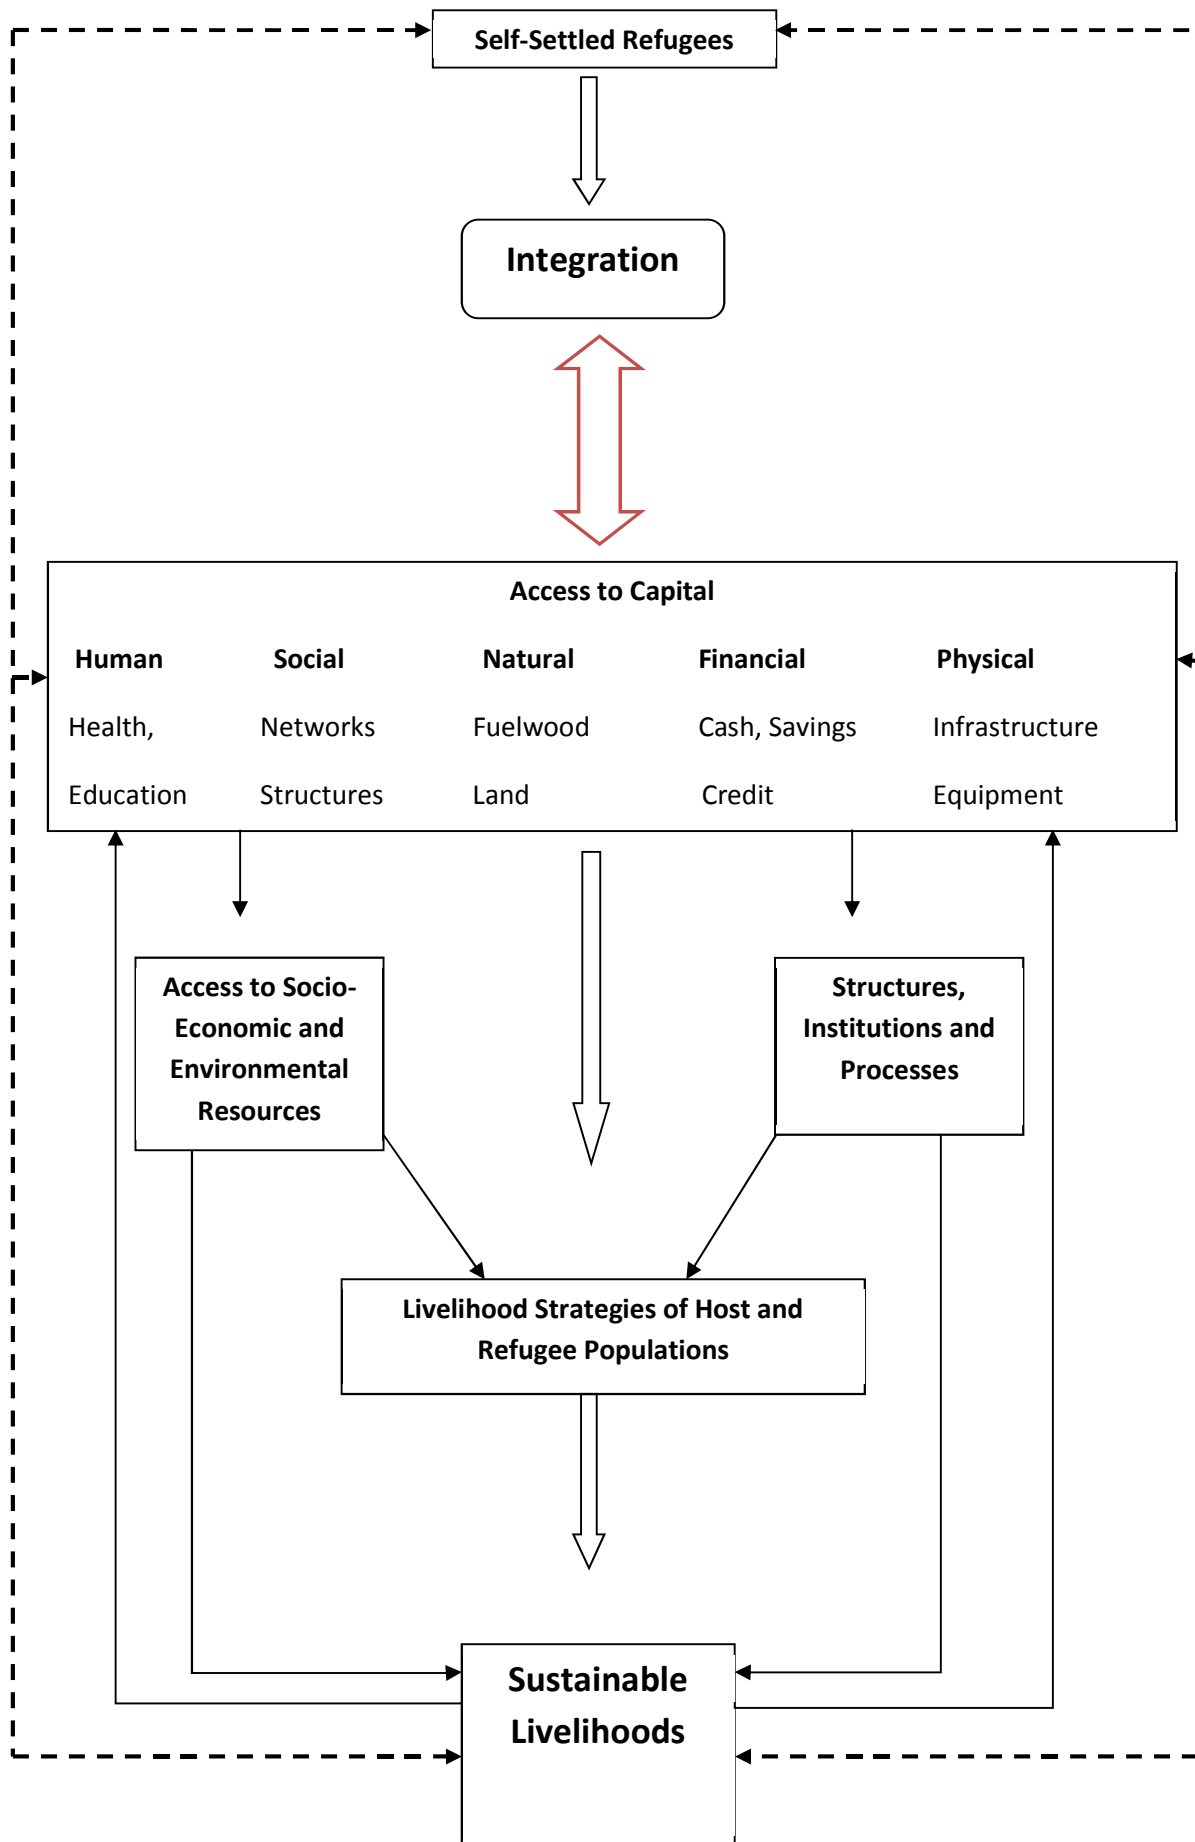 Self-Settled Refugees
Integration
Access to Capital
Human Social Natural Financial Physical
Health, Networks Fuelwood Cash, Savings Infrastructure
Education Structures Land Credit Equipment
Access to Socio-
Economic and
Environmental
Resources
Structures,
Institutions and
Processes
Livelihood Strategies of Host and
Refugee Populations
Sustainable
Livelihoods